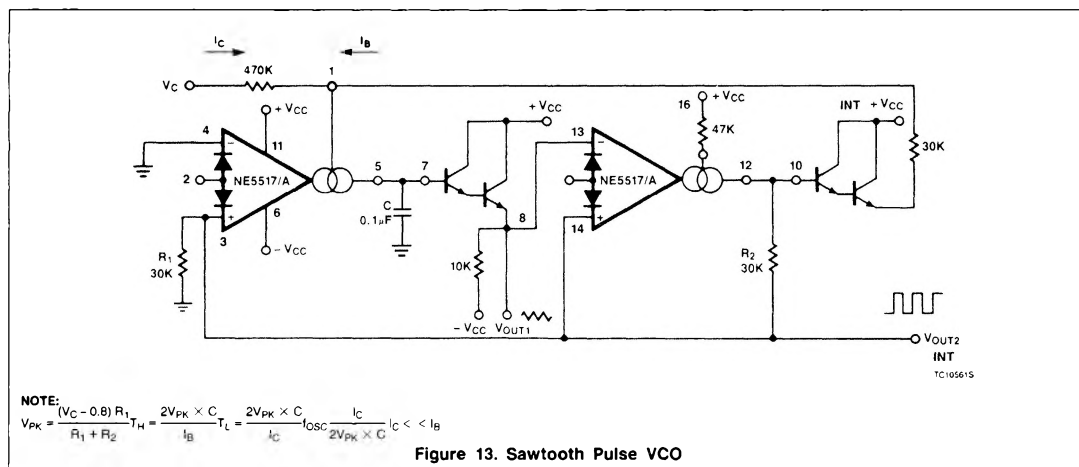 IC IB
470K 1
VC
+ VCC
4 11
−
2 NE5517/A
+
6
3
− VCC
R1
30K
5 7
C
0.1μF
+ VCC
8
10K
− VCC VOUT1
13
−
NE5517/A
+
14
16 + VCC
47K
12 10
INT + VCC
30K
R2
30K
VOUT2
INT
TC10561S
NOTE:
VPK = (VC − 0.8) R1 / R1 + R2 TH = 2VPK × C / IB TL = 2VPK × C / IC fOSC IC / 2VPK × C IC < < IB
Figure 13. Sawtooth Pulse VCO